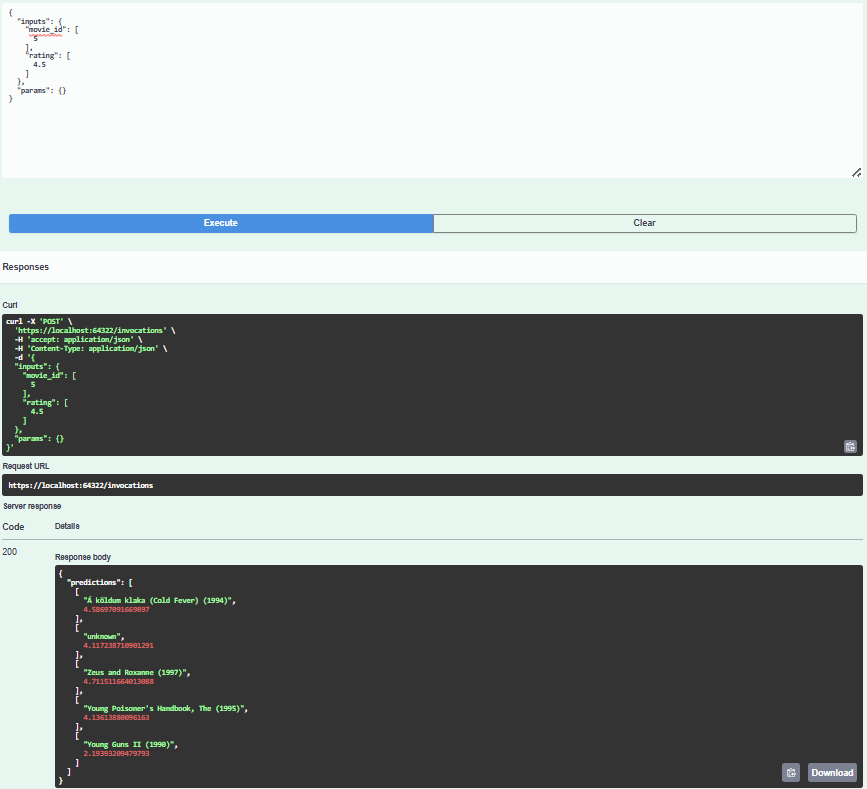 {
  "inputs": {
    "movie_id": [
      5
    ],
    "rating": [
      4.5
    ]
  },
  "params": {}
}
Execute
Clear
Responses
Curl
curl -X 'POST' \
  'https://localhost:64322/invocations' \
  -H 'accept: application/json' \
  -H 'Content-Type: application/json' \
  -d '{
  "inputs": {
    "movie_id": [
      5
    ],
    "rating": [
      4.5
    ]
  },
  "params": {}
}'
Request URL
https://localhost:64322/invocations
Server response
Code Details
200
Response body
{
  "predictions": [
    [
      "Á köldum klaka (Cold Fever) (1994)",
      4.58697091669897
    ],
    [
      "unknown",
      4.117238710901291
    ],
    [
      "Zeus and Roxanne (1997)",
      4.711511664013088
    ],
    [
      "Young Poisoner's Handbook, The (1995)",
      4.13613880096163
    ],
    [
      "Young Guns II (1990)",
      2.19393209479793
    ]
  ]
}
Download